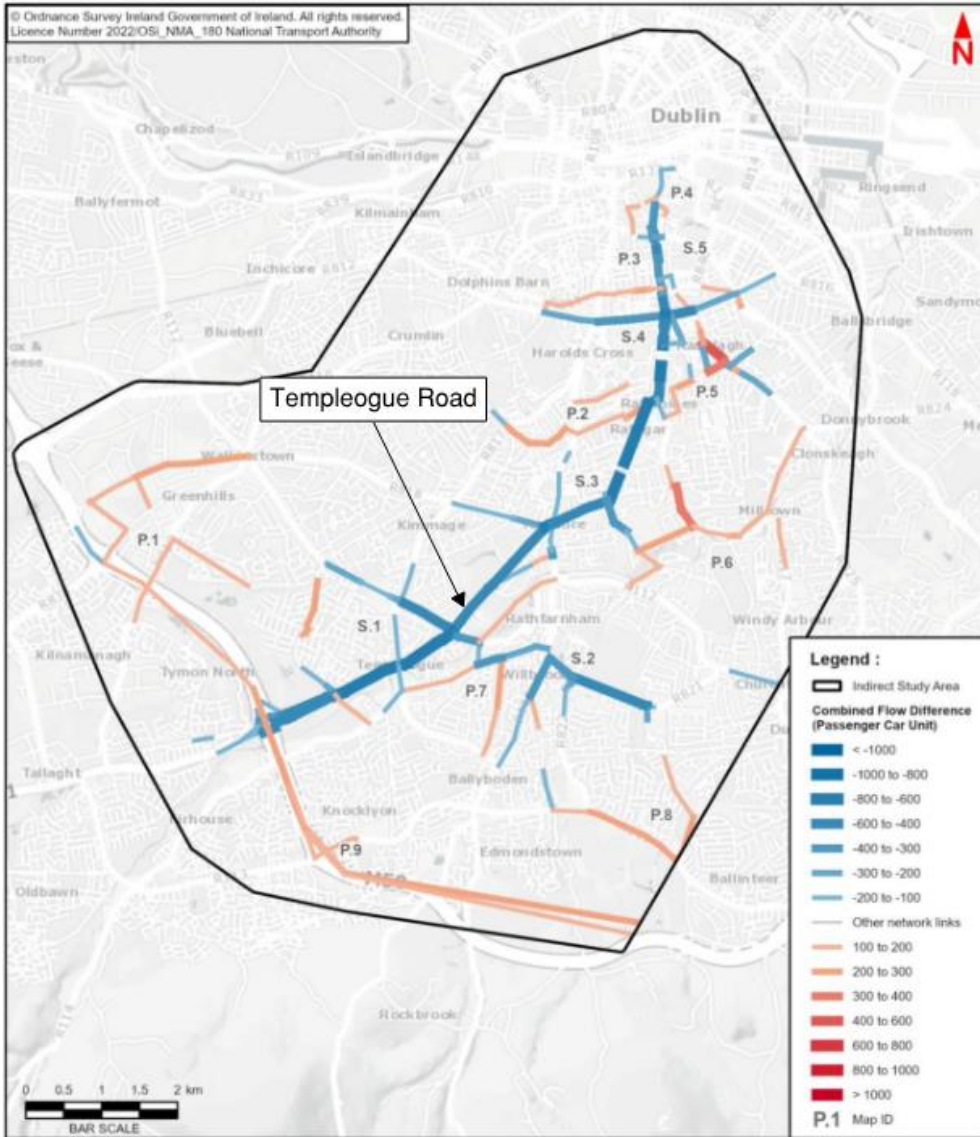 © Ordnance Survey Ireland Government of Ireland. All rights reserved.
Licence Number 2022/OSi_NMA_180 National Transport Authority
N
Chapelizod
Dublin
Islandbridge
Ringsend
Ballyfermot
Kilmainham
P.4
Irishtown
Inchicore
P.3
S.5
Dolphins Barn
Bluebell
Crumlin
S.4
Harolds Cross
Templeogue Road
P.5
P.2
Donnybrook
Clonskeagh
Greenhills
S.3
Kimmage
Milltown
P.1
P.6
S.1
Rathfarnham
Windy Arbour
Kilnamanagh
Tymon North
Templeogue
S.2
P.7
Tallaght
Ballyboden
Knocklyon
P.8
P.9
Edmondstown
Oldbawn
Ballinteer
Rockbrook
R114
Legend :
Indirect Study Area
Combined Flow Difference
(Passenger Car Unit)
< -1000
-1000 to -800
-800 to -600
-600 to -400
-400 to -300
-300 to -200
-200 to -100
Other network links
100 to 200
200 to 300
300 to 400
400 to 600
600 to 800
800 to 1000
> 1000
P.1 Map ID
0 0.5 1 1.5 2 km
BAR SCALE